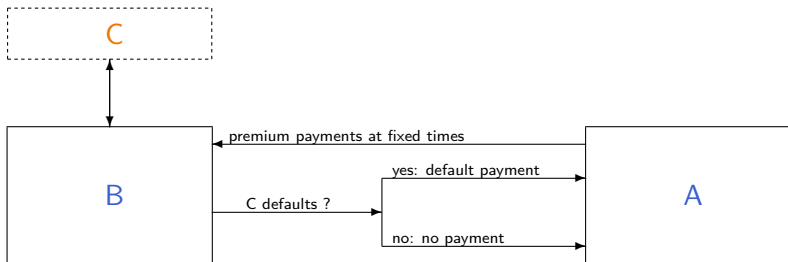 C
premium payments at fixed times
yes: default payment
B
A
C defaults ?
no: no payment